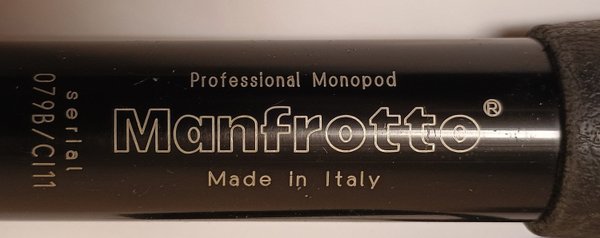 Professional Monopod
Manfrotto®
Made in Italy
serial
079B/CI11